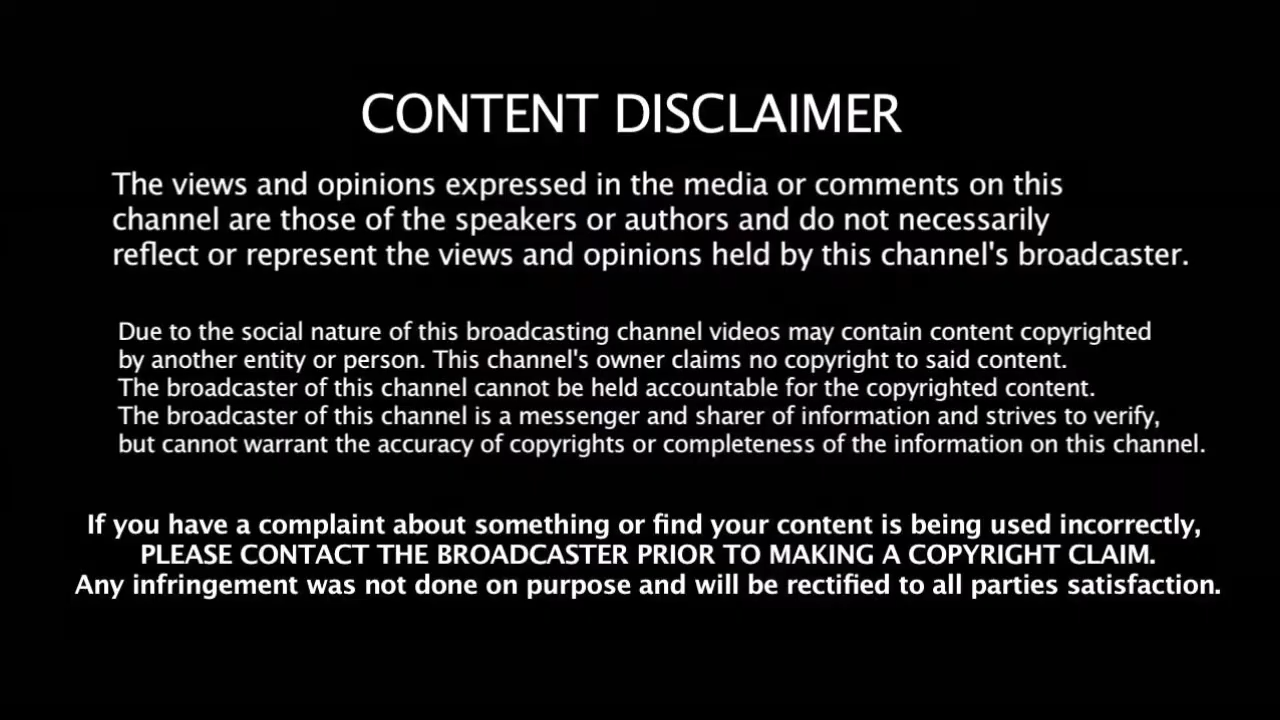 CONTENT DISCLAIMER
The views and opinions expressed in the media or comments on this
channel are those of the speakers or authors and do not necessarily
reflect or represent the views and opinions held by this channel's broadcaster.
Due to the social nature of this broadcasting channel videos may contain content copyrighted
by another entity or person. This channel's owner claims no copyright to said content.
The broadcaster of this channel cannot be held accountable for the copyrighted content.
The broadcaster of this channel is a messenger and sharer of information and strives to verify,
but cannot warrant the accuracy of copyrights or completeness of the information on this channel.
If you have a complaint about something or find your content is being used incorrectly,
PLEASE CONTACT THE BROADCASTER PRIOR TO MAKING A COPYRIGHT CLAIM.
Any infringement was not done on purpose and will be rectified to all parties satisfaction.